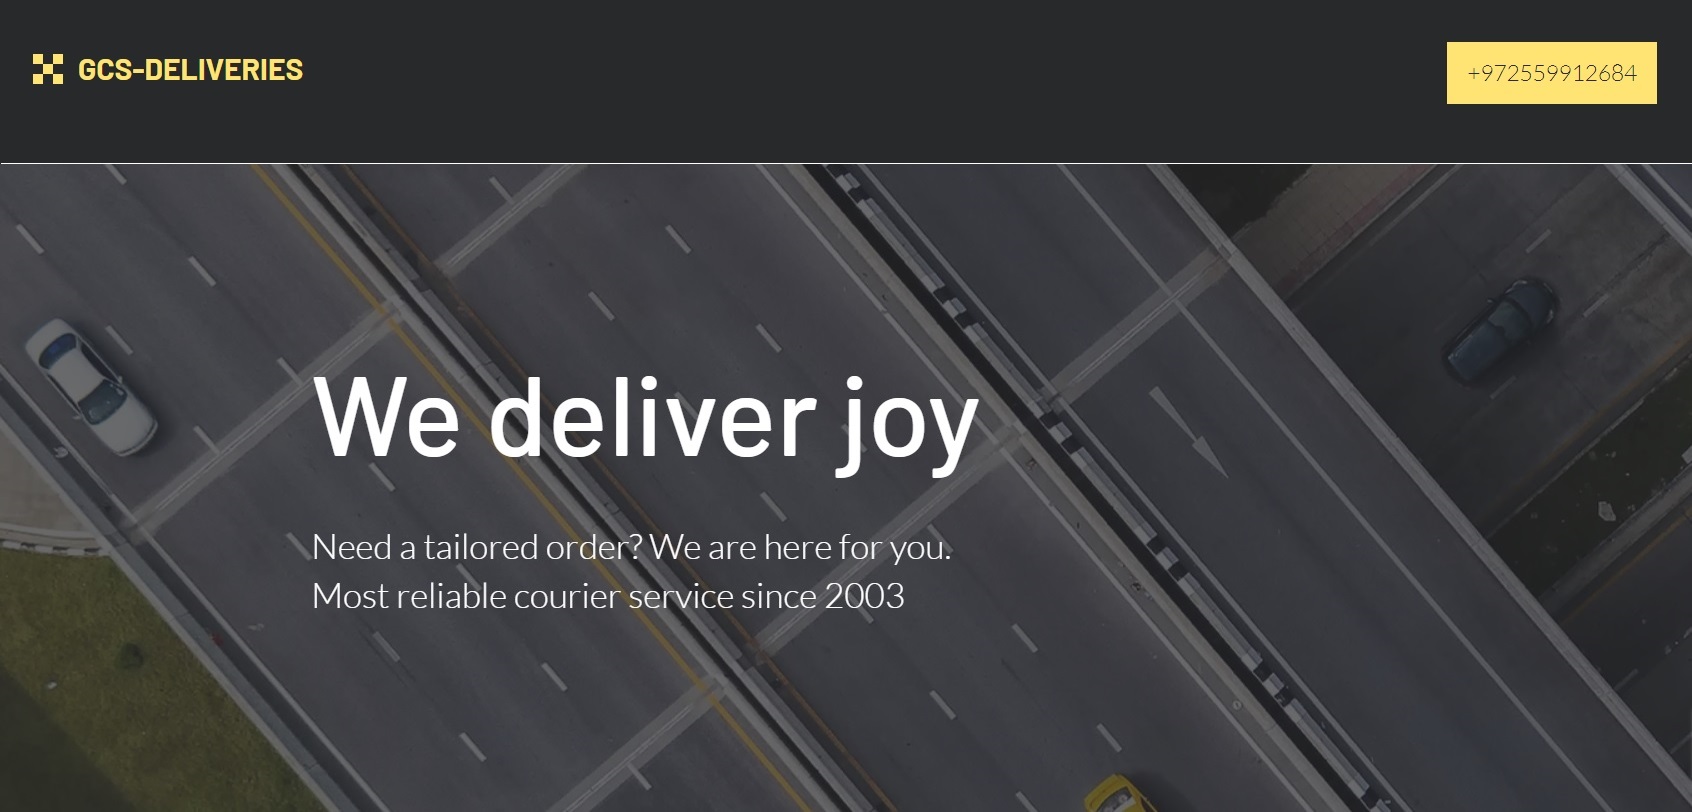 GCS-DELIVERIES
+972559912684
We deliver joy
Need a tailored order? We are here for you.
Most reliable courier service since 2003